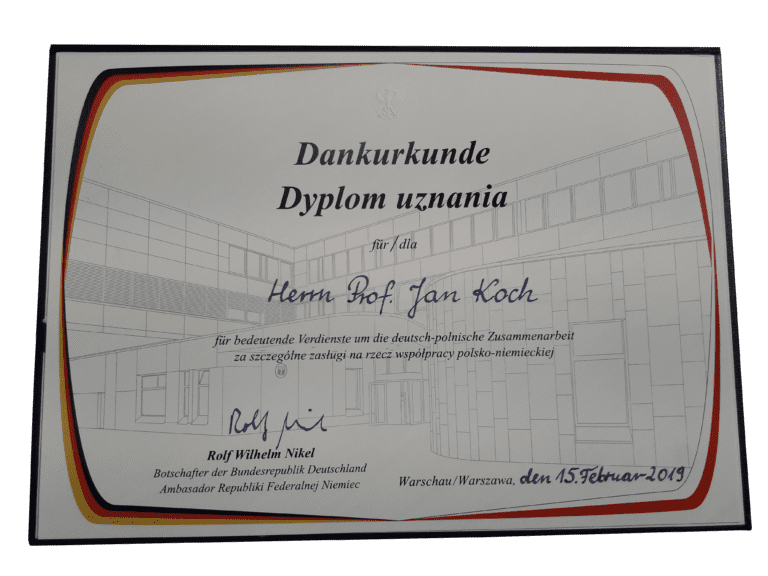 Dankurkunde
Dyplom uznania
für/dla
Herrn Prof. Jan Koch
für bedeutende Verdienste um die deutsch-polnische Zusammenarbeit
za szczególne zasługi na rzecz współpracy polsko-niemieckiej
Rolf Nikel
Rolf Wilhelm Nikel
Botschafter der Bundesrepublik Deutschland
Ambasador Republiki Federalnej Niemiec
Warschau/Warszawa, den 15. Februar 2019